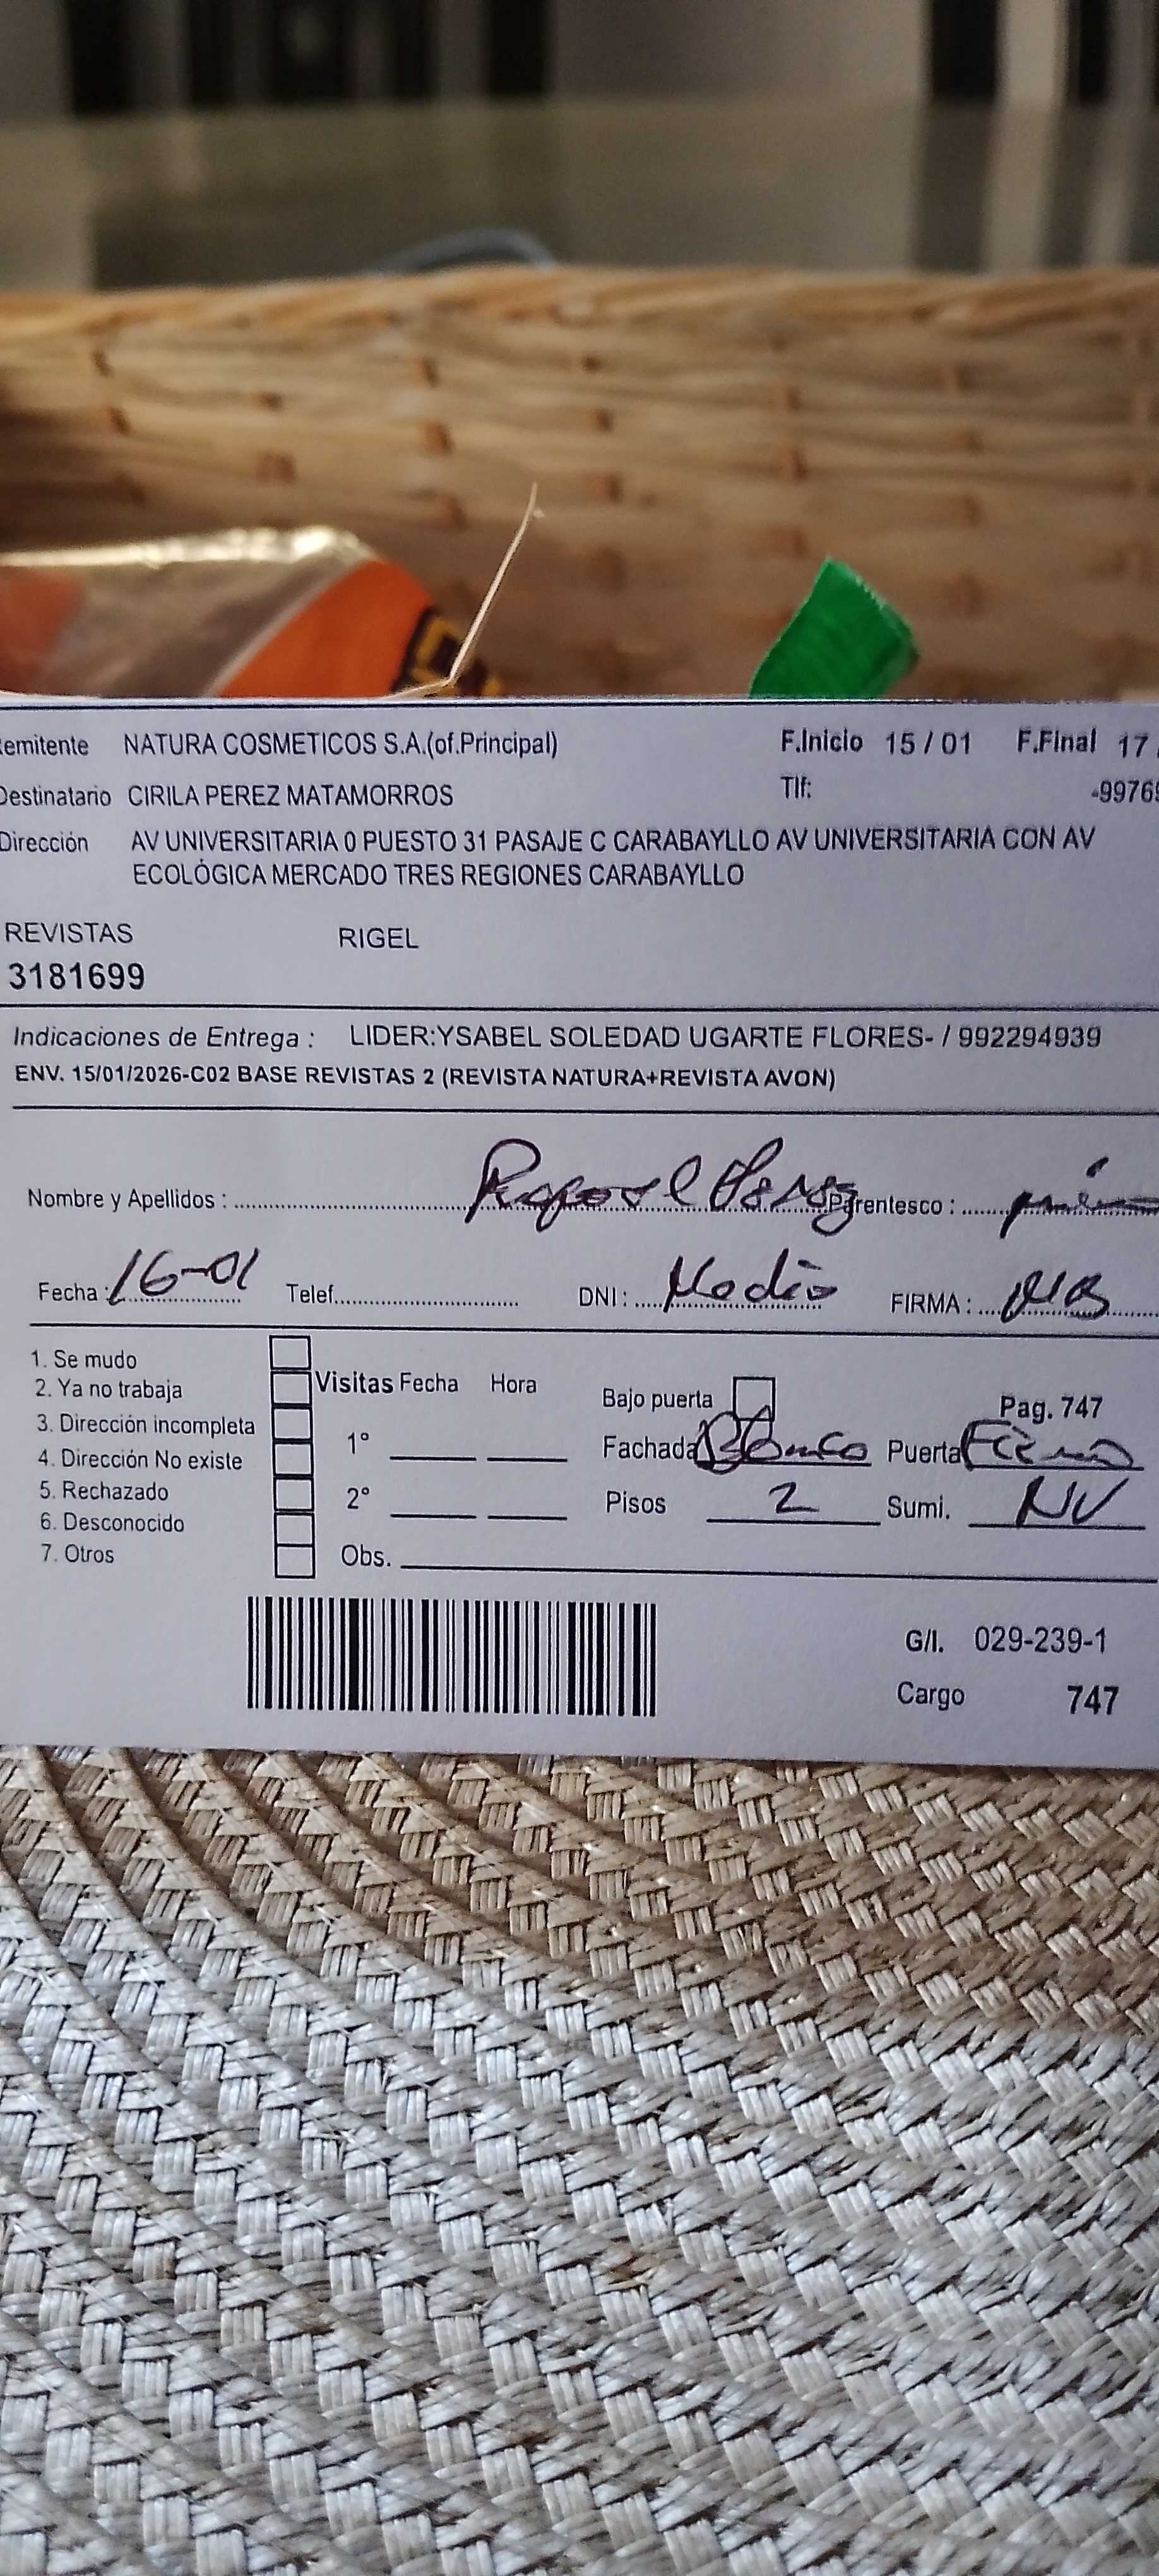 emitente NATURA COSMETICOS S.A.(of.Principal) F.Inicio 15 / 01 F.Final 17
Destinatario CIRILA PEREZ MATAMORROS Tlf: -9976
Dirección AV UNIVERSITARIA 0 PUESTO 31 PASAJE C CARABAYLLO AV UNIVERSITARIA CON AV
ECOLÓGICA MERCADO TRES REGIONES CARABAYLLO
REVISTAS RIGEL
3181699
Indicaciones de Entrega : LIDER:YSABEL SOLEDAD UGARTE FLORES- / 992294939
ENV. 15/01/2026-C02 BASE REVISTAS 2 (REVISTA NATURA+REVISTA AVON)
Nombre y Apellidos : Parentesco :
Fecha : 16-01 Telef. DNI : FIRMA :
1. Se mudo
2. Ya no trabaja Visitas Fecha Hora Bajo puerta Pag. 747
3. Dirección incompleta 1° Fachada Blanco Puerta
4. Dirección No existe
5. Rechazado 2° Pisos 2 Sumi. NV
6. Desconocido
7. Otros Obs.
G/I. 029-239-1
Cargo 747